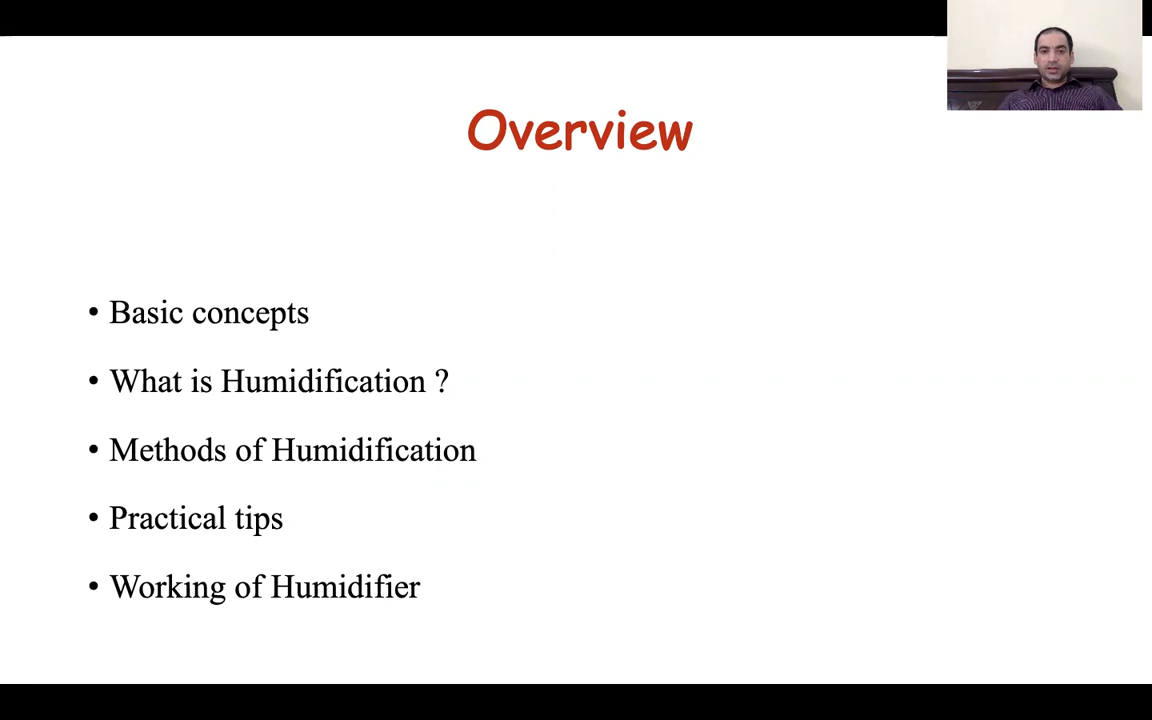 Overview
• Basic concepts
• What is Humidification ?
• Methods of Humidification
• Practical tips
• Working of Humidifier